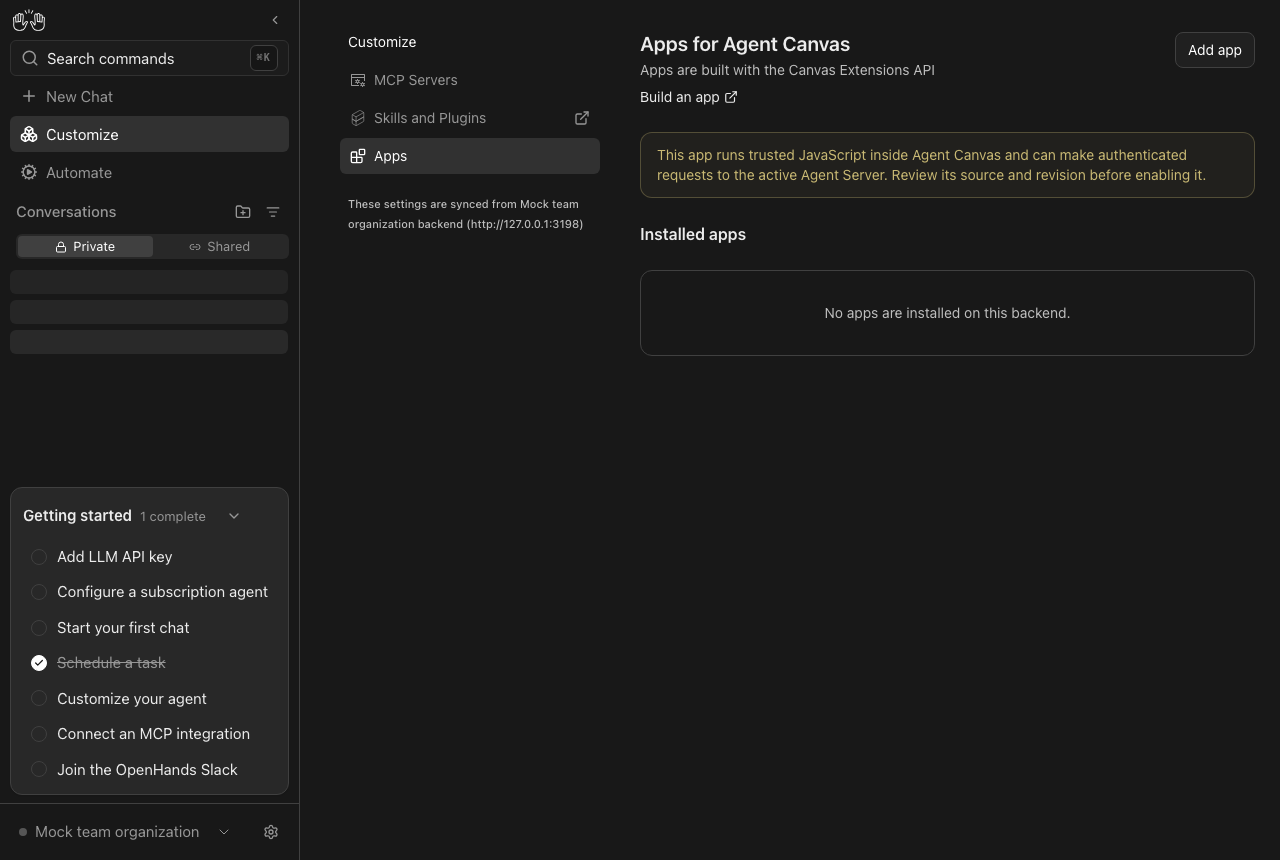 Search commands
⌘K
New Chat
Customize
Automate
Conversations
Private
Shared
Getting started
1 complete
Add LLM API key
Configure a subscription agent
Start your first chat
Schedule a task
Customize your agent
Connect an MCP integration
Join the OpenHands Slack
Mock team organization
Customize
MCP Servers
Skills and Plugins
Apps
These settings are synced from Mock team
organization backend (http://127.0.0.1:3198)
Apps for Agent Canvas
Apps are built with the Canvas Extensions API
Build an app
Add app
This app runs trusted JavaScript inside Agent Canvas and can make authenticated
requests to the active Agent Server. Review its source and revision before enabling it.
Installed apps
No apps are installed on this backend.